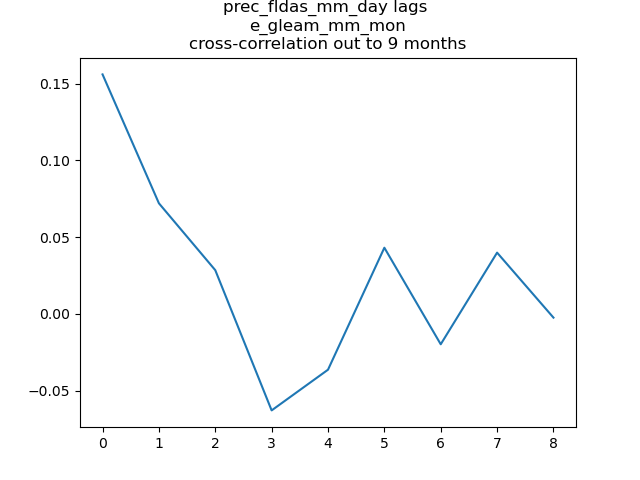 prec_fldas_mm_day lags
e_gleam_mm_mon
cross-correlation out to 9 months
0.15
0.10
0.05
0.00
−0.05
0 1 2 3 4 5 6 7 8